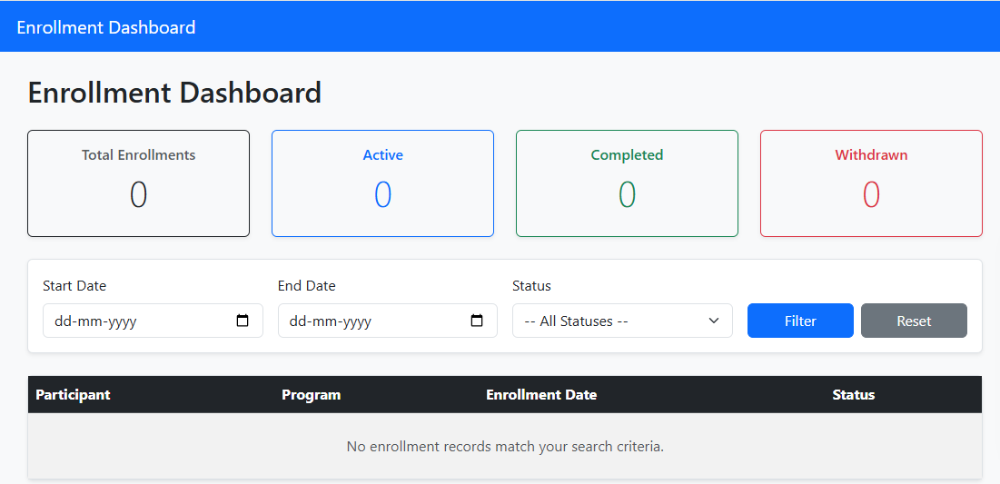 Enrollment Dashboard
Enrollment Dashboard
Total Enrollments
0
Active
0
Completed
0
Withdrawn
0
Start Date
End Date
Status
dd-mm-yyyy
dd-mm-yyyy
-- All Statuses --
Filter
Reset
Participant Program Enrollment Date Status
No enrollment records match your search criteria.